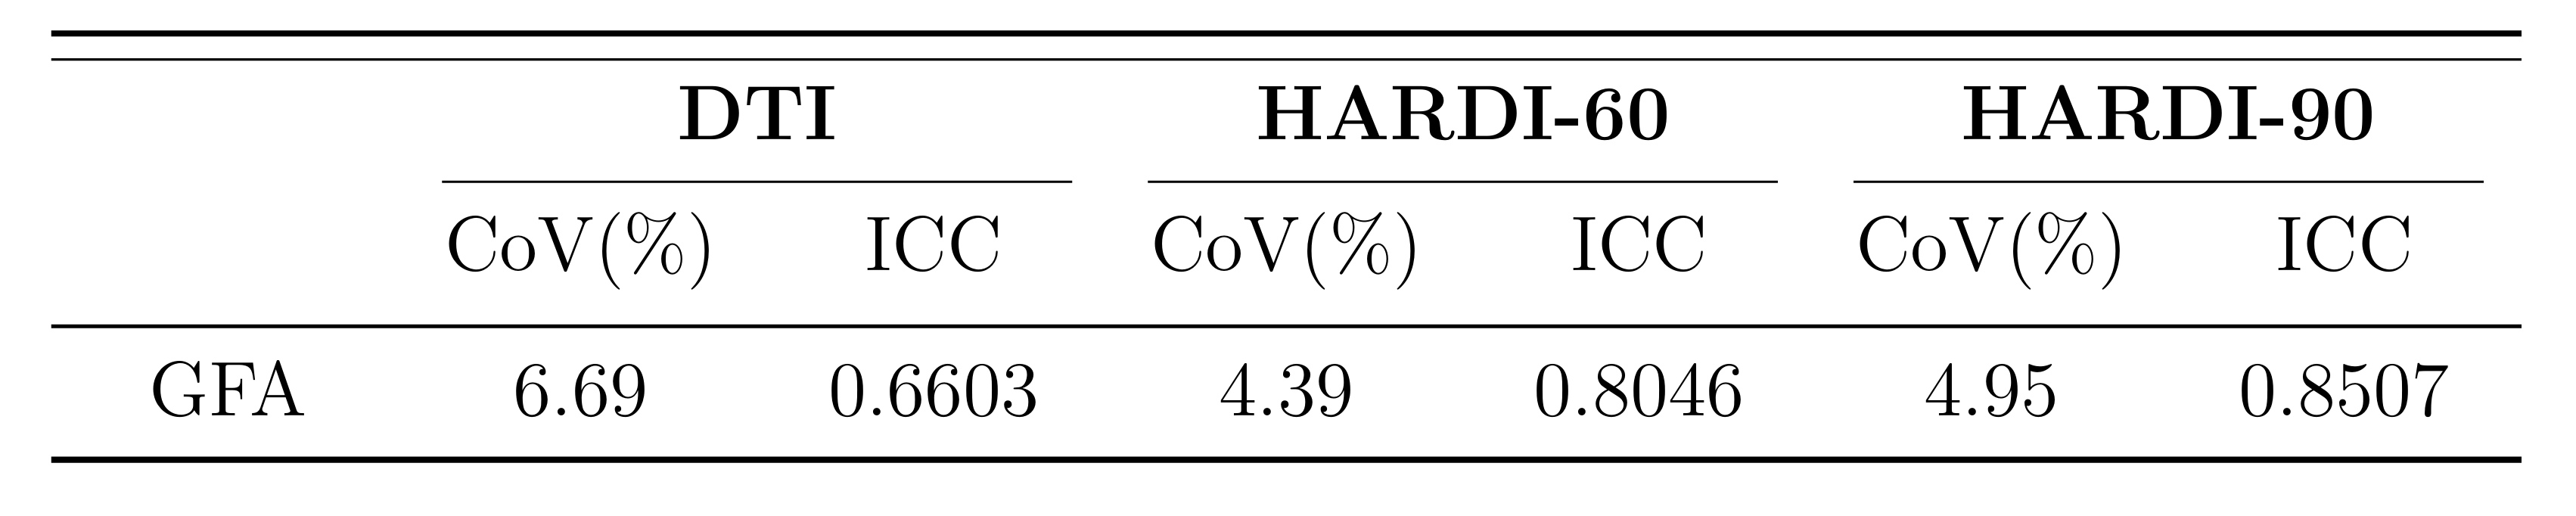 DTI HARDI-60 HARDI-90
CoV(%) ICC CoV(%) ICC CoV(%) ICC
GFA 6.69 0.6603 4.39 0.8046 4.95 0.8507